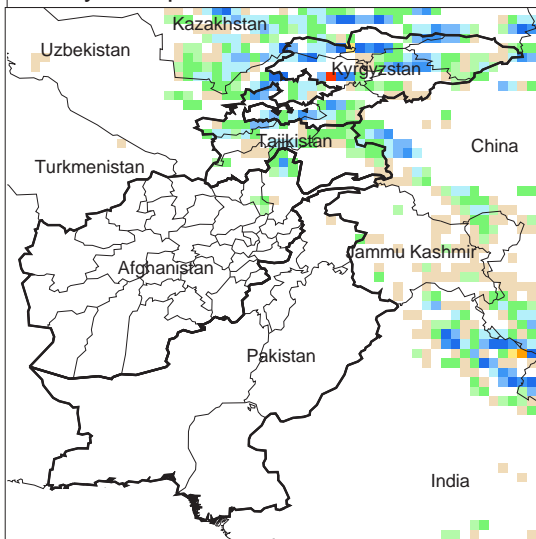 Kazakhstan
Uzbekistan
Kyrgyzstan
Tajikistan
China
Turkmenistan
Jammu Kashmir
Afghanistan
Pakistan
India